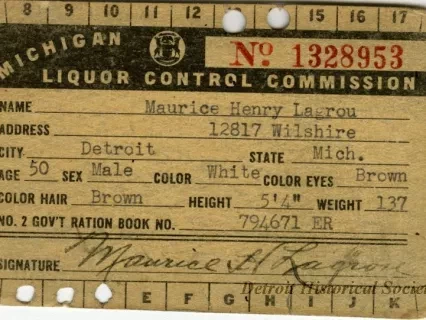 8 9 10 11 15 16 17
MICHIGAN No 1328953
LIQUOR CONTROL COMMISSION
NAME Maurice Henry Lagrou
ADDRESS 12817 Wilshire
CITY Detroit STATE Mich.
AGE 50 SEX Male COLOR White COLOR EYES Brown
COLOR HAIR Brown HEIGHT 5'4" WEIGHT 137
NO. 2 GOV'T RATION BOOK NO. 794671 ER
SIGNATURE Maurice H Lagrou
Detroit Historical Society
E F G H I J K